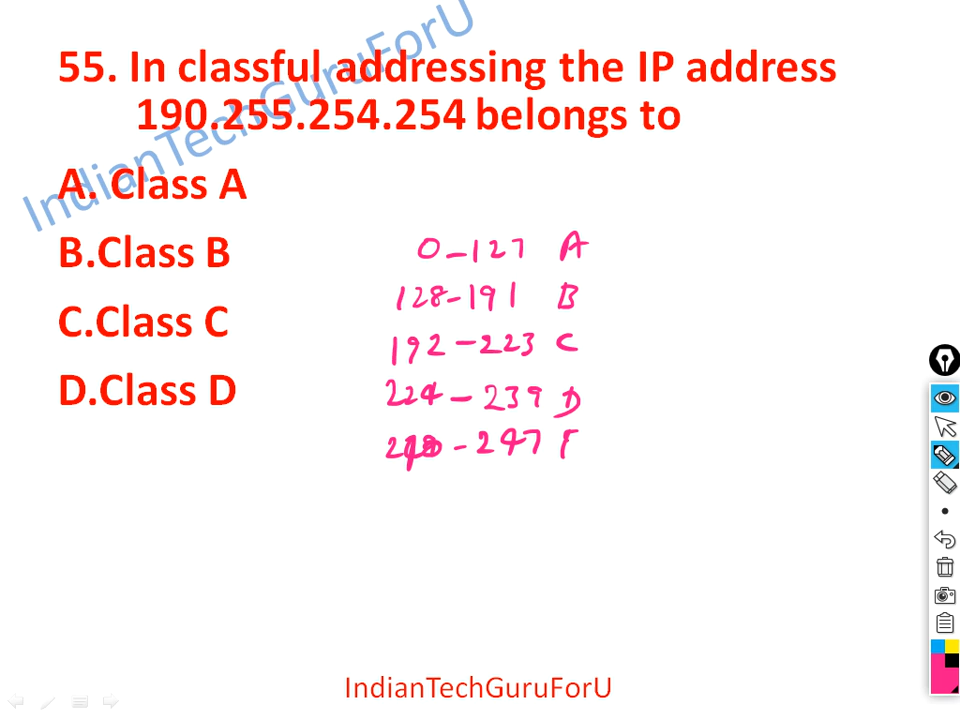 55. In classful addressing the IP address
190.255.254.254 belongs to
IndianTechGuruForU
A. Class A
B.Class B
C.Class C
D.Class D
0-127 A
128-191 B
192-223 C
224-239 D
-247
IndianTechGuruForU